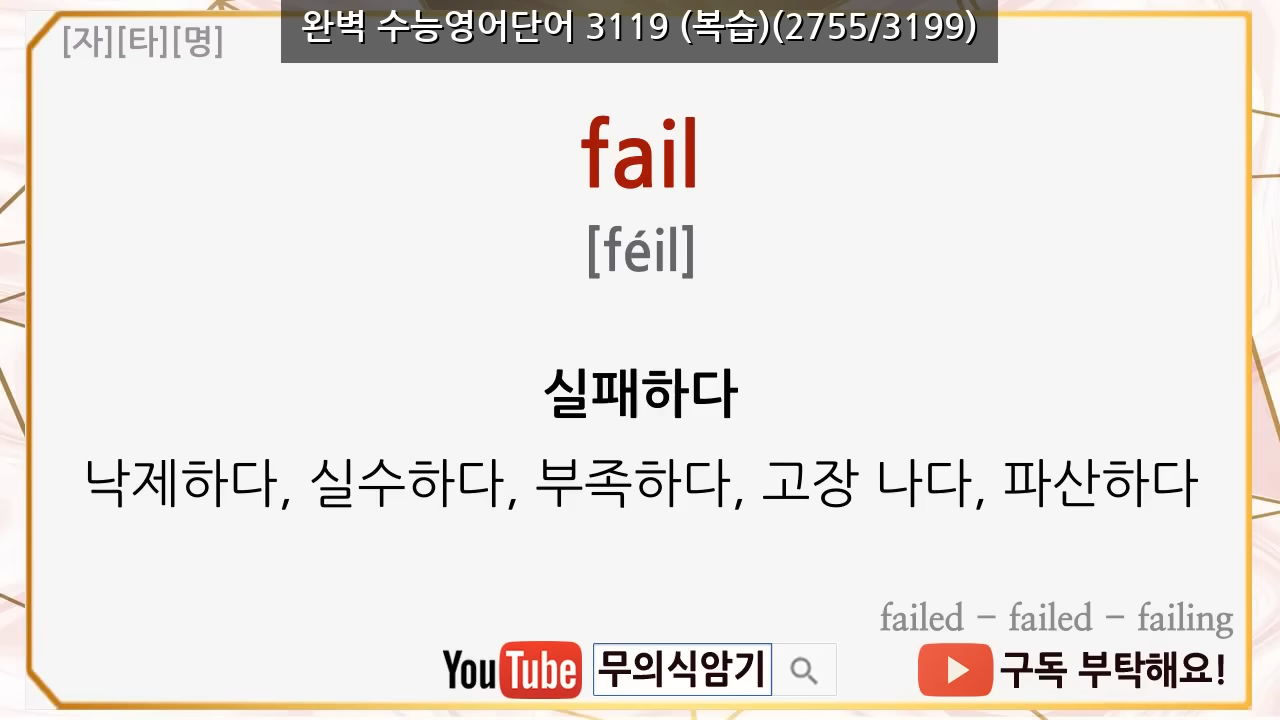 완벽 수능영어단어 3119 (복습)(2755/3199)
[자][타][명]
fail
[féil]
실패하다
낙제하다, 실수하다, 부족하다, 고장 나다, 파산하다
failed - failed - failing
YouTube 무의식암기 구독 부탁해요!